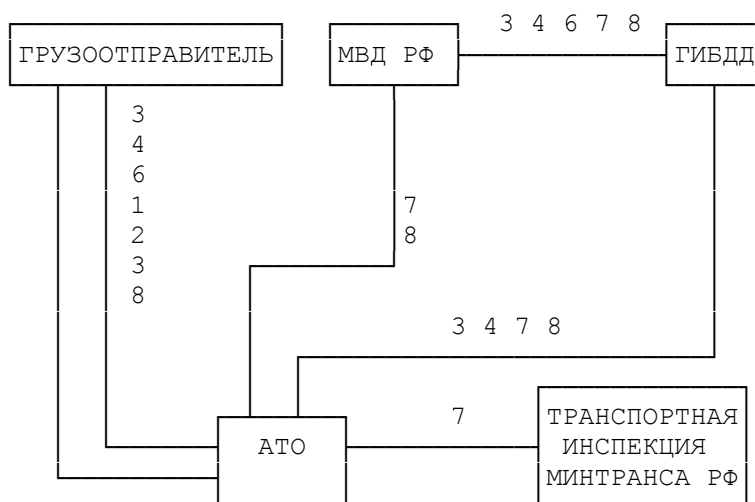 3 4 6 7 8
ГРУЗООТПРАВИТЕЛЬ
МВД РФ
ГИБДД
3
4
6
1
2
3
8
7
8
3 4 7 8
7
АТО
ТРАНСПОРТНАЯ
ИНСПЕКЦИЯ
МИНТРАНСА РФ